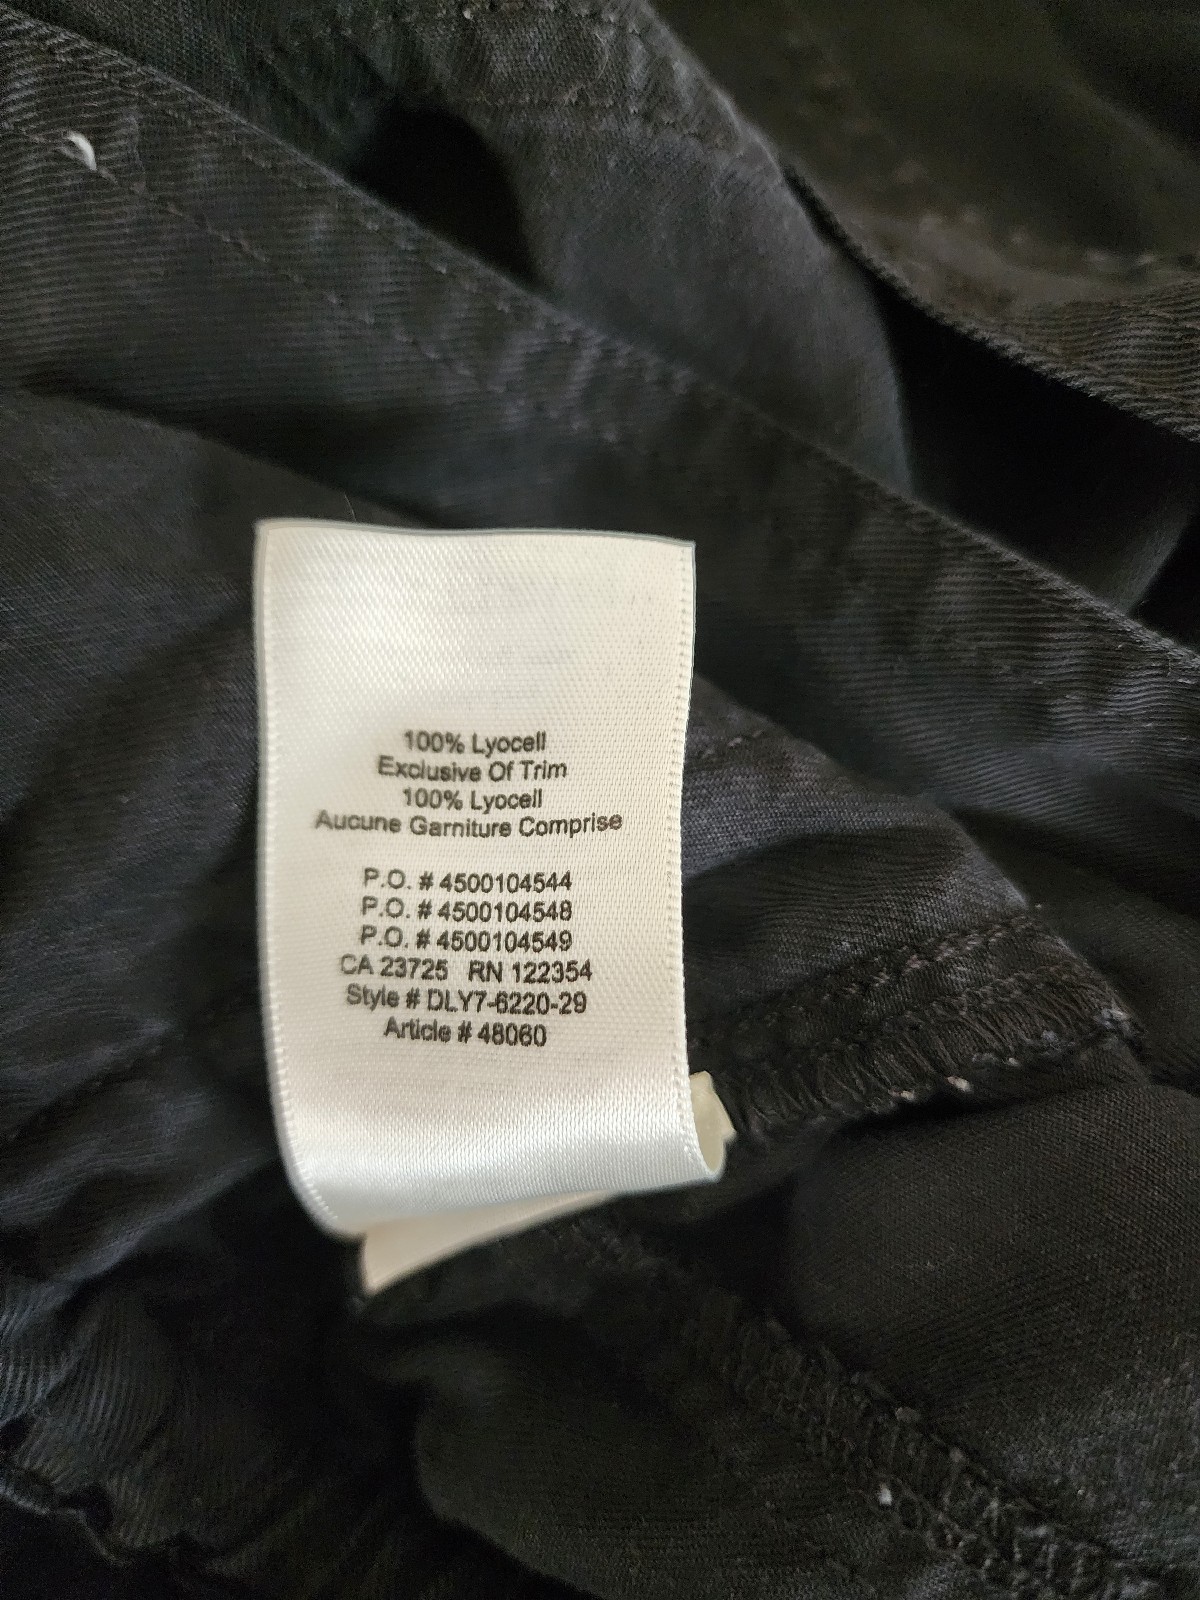 100% Lyocell
Exclusive Of Trim
100% Lyocell
Aucune Garniture Comprise
P.O. # 4500104544
P.O. # 4500104548
P.O. # 4500104549
CA 23725 RN 122354
Style # DLY7-6220-29
Article # 48060